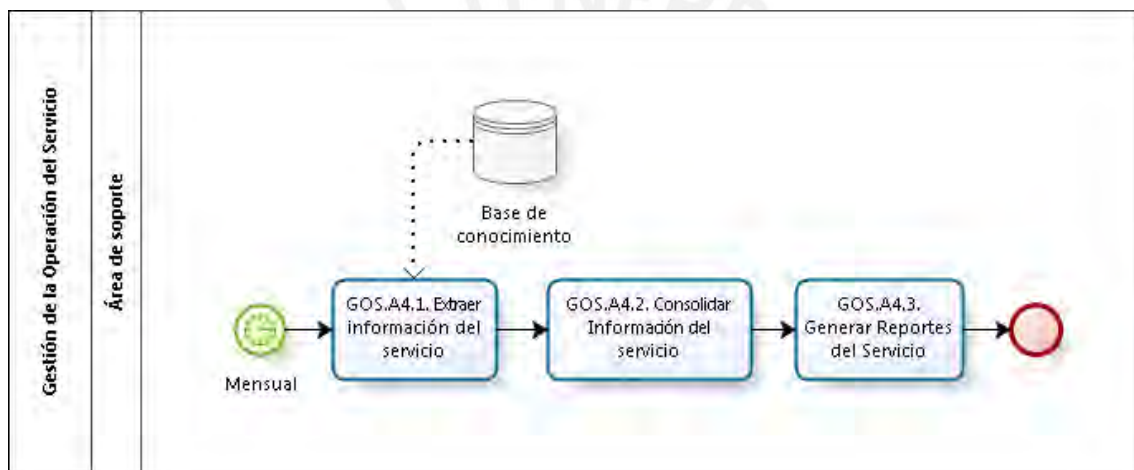 Gestión de la Operación del Servicio
Área de soporte
Base de
conocimiento
Mensual
GOS.A4.1. Extraer
información del
servicio
GOS.A4.2. Consolidar
Información del
servicio
GOS.A4.3.
Generar Reportes
del Servicio